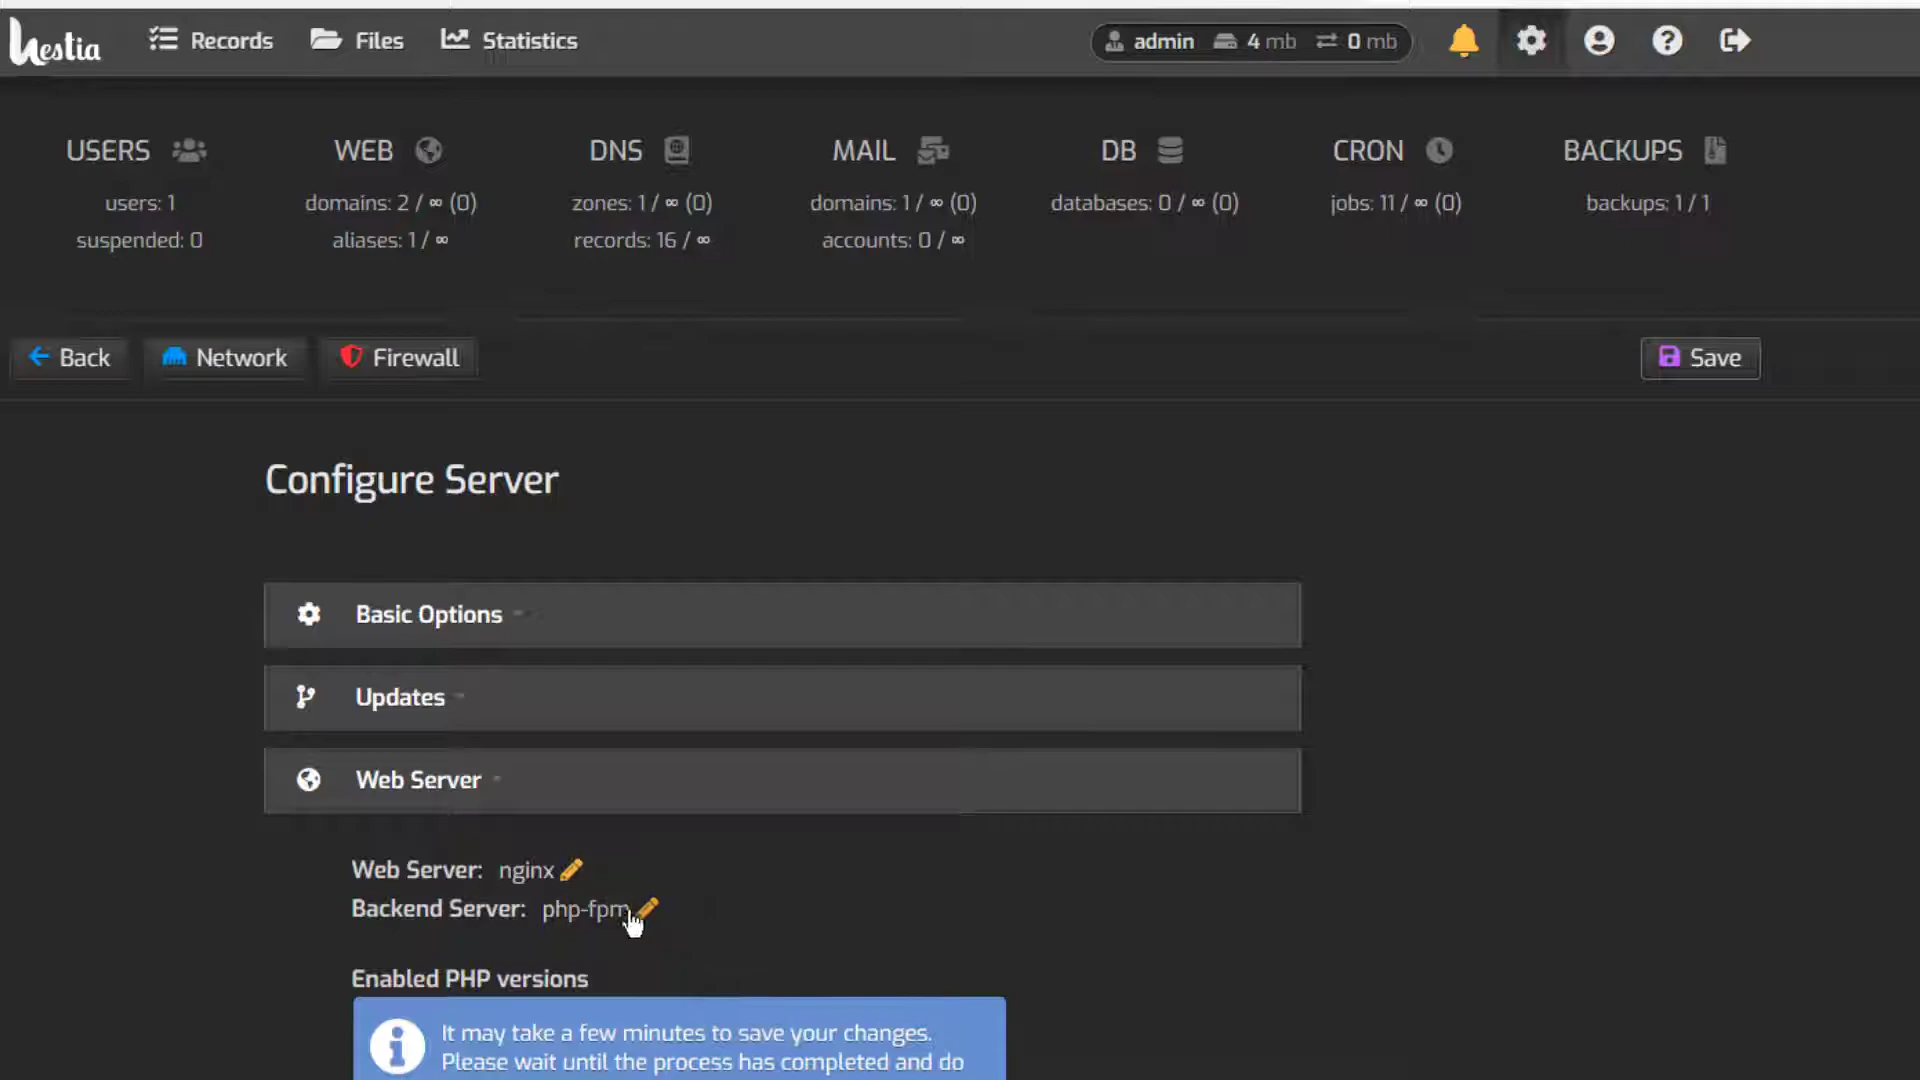 hestia Records Files Statistics admin 4 mb 0 mb
USERS WEB DNS MAIL DB CRON BACKUPS
users: 1 domains: 2 / ∞ (0) zones: 1 / ∞ (0) domains: 1 / ∞ (0) databases: 0 / ∞ (0) jobs: 11 / ∞ (0) backups: 1 / 1
suspended: 0 aliases: 1 / ∞ records: 16 / ∞ accounts: 0 / ∞
Back Network Firewall Save
Configure Server
Basic Options
Updates
Web Server
Web Server: nginx
Backend Server: php-fpm
Enabled PHP versions
It may take a few minutes to save your changes.
Please wait until the process has completed and do